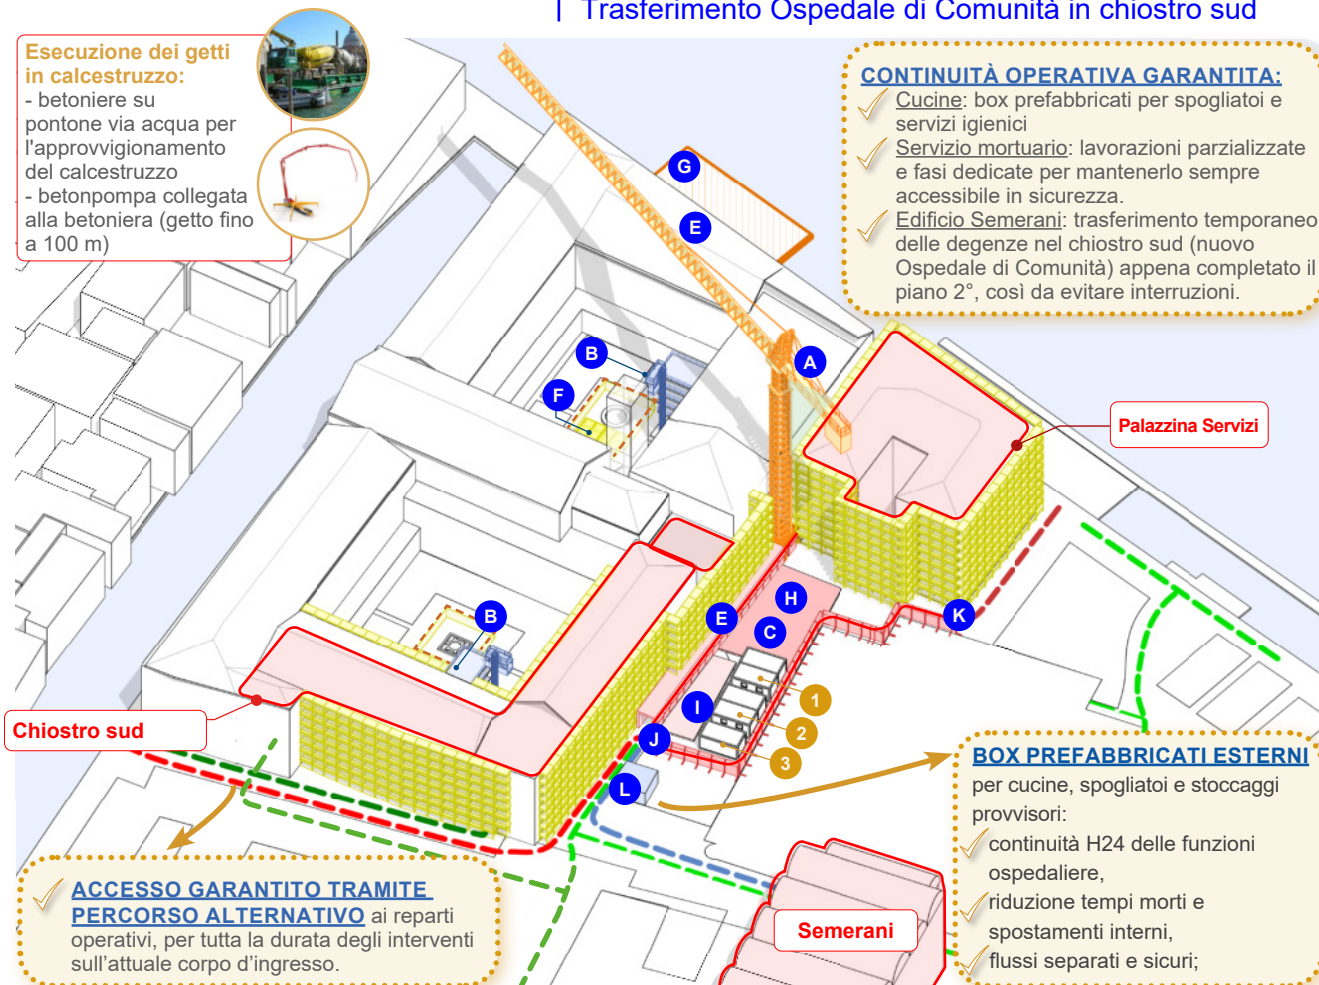 Trasferimento Ospedale di Comunità in chiostro sud
Esecuzione dei getti
in calcestruzzo:
- betoniere su
pontone via acqua per
l'approvvigionamento
del calcestruzzo
- betonpompa collegata
alla betoniera (getto fino
a 100 m)
CONTINUITÀ OPERATIVA GARANTITA:
Cucine: box prefabbricati per spogliatoi e
servizi igienici
Servizio mortuario: lavorazioni parzializzate
e fasi dedicate per mantenerlo sempre
accessibile in sicurezza.
Edificio Semerani: trasferimento temporaneo
delle degenze nel chiostro sud (nuovo
Ospedale di Comunità) appena completato il
piano 2°, così da evitare interruzioni.
G
E
A
B
F
Palazzina Servizi
H
E
C
K
B
I
1
2
3
J
L
Chiostro sud
BOX PREFABBRICATI ESTERNI
per cucine, spogliatoi e stoccaggi
provvisori:
continuità H24 delle funzioni
ospedaliere,
riduzione tempi morti e
spostamenti interni,
flussi separati e sicuri;
ACCESSO GARANTITO TRAMITE
PERCORSO ALTERNATIVO ai reparti
operativi, per tutta la durata degli interventi
sull'attuale corpo d'ingresso.
Semerani